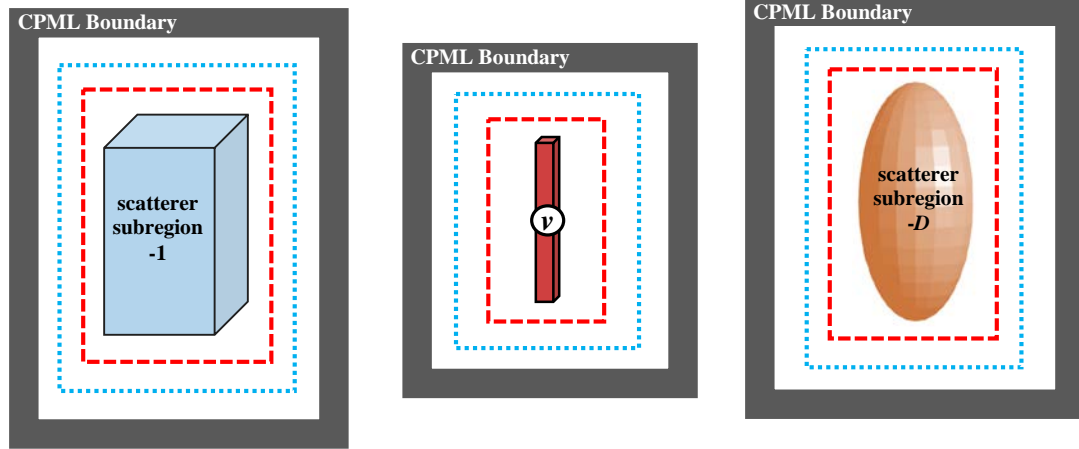 CPML Boundary
scatterer
subregion
-1
CPML Boundary
v
CPML Boundary
scatterer
subregion
-D